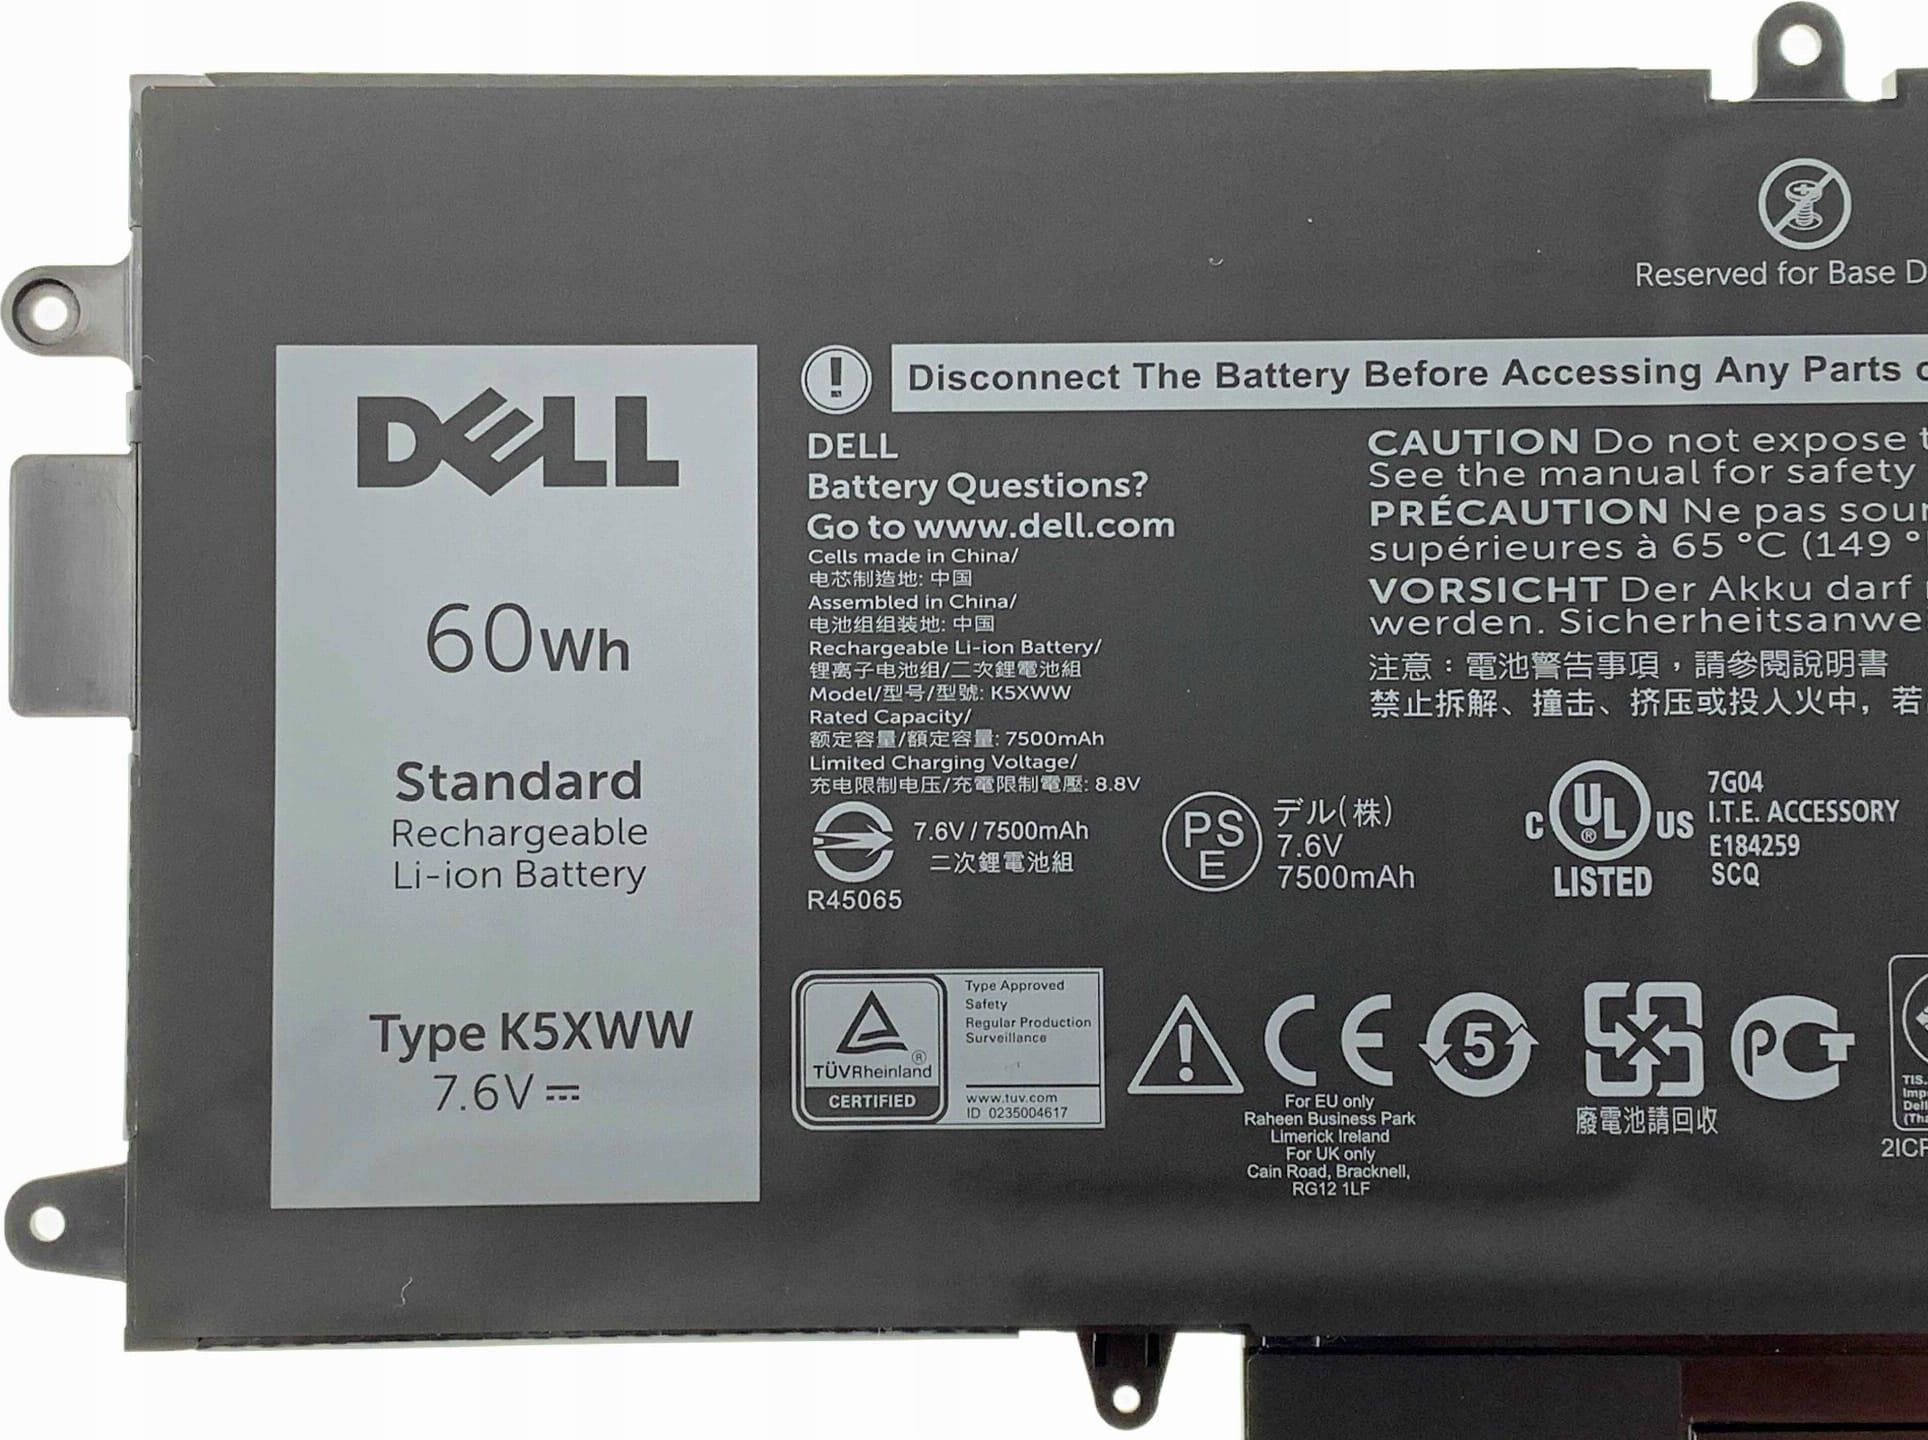 Reserved for Base D
DELL
60Wh
Standard
Rechargeable
Li-ion Battery
Type K5XWW
7.6V
! Disconnect The Battery Before Accessing Any Parts
DELL
Battery Questions?
Go to www.dell.com
Cells made in China/
电芯制造地: 中国
Assembled in China/
电池组组装地: 中国
Rechargeable Li-ion Battery/
锂离子电池组/二次鋰電池組
Model/型号/型號: K5XWW
Rated Capacity/
额定容量/額定容量: 7500mAh
Limited Charging Voltage/
充电限制电压/充電限制電壓: 8.8V
CAUTION Do not expose
See the manual for safety
PRÉCAUTION Ne pas
supérieures à 65 °C (149 °
VORSICHT Der Akku darf
werden.
注意：電池警告事項，請參閱說明書
禁止拆解、撞击、挤压或投入火中，若
7.6V / 7500mAh
二次鋰電池組
R45065
PS
E
デル(株)
7.6V
7500mAh
C UL ® US
LISTED
7G04
I.T.E. ACCESSORY
E184259
SCQ
TÜVRheinland ®
CERTIFIED
Type Approved
Safety
Regular Production
Surveillance
www.tuv.com
ID 0235004617
! CE
For EU only
Raheen Business Park
Limerick Ireland
For UK only
Cain Road, Bracknell,
RG12 1LF
5
廢電池請回收
PCT
TIS.
Dell
2ICP